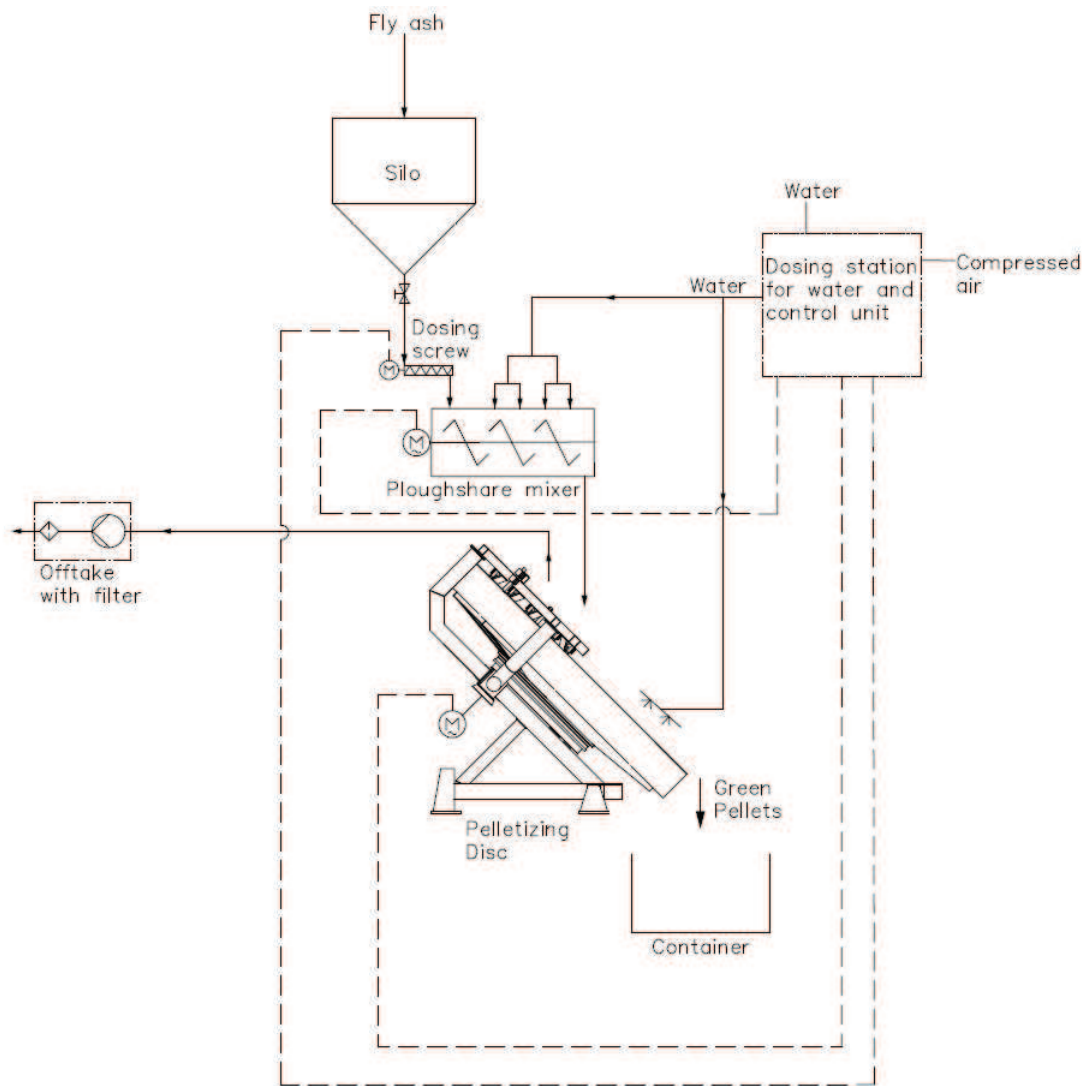 Fly ash
Silo
Water
Dosing station
for water and
control unit
Compressed
air
Water
Dosing
screw
M
M
Ploughshare mixer
Offtake
with filter
M
Green
Pellets
Pelletizing
Disc
Container